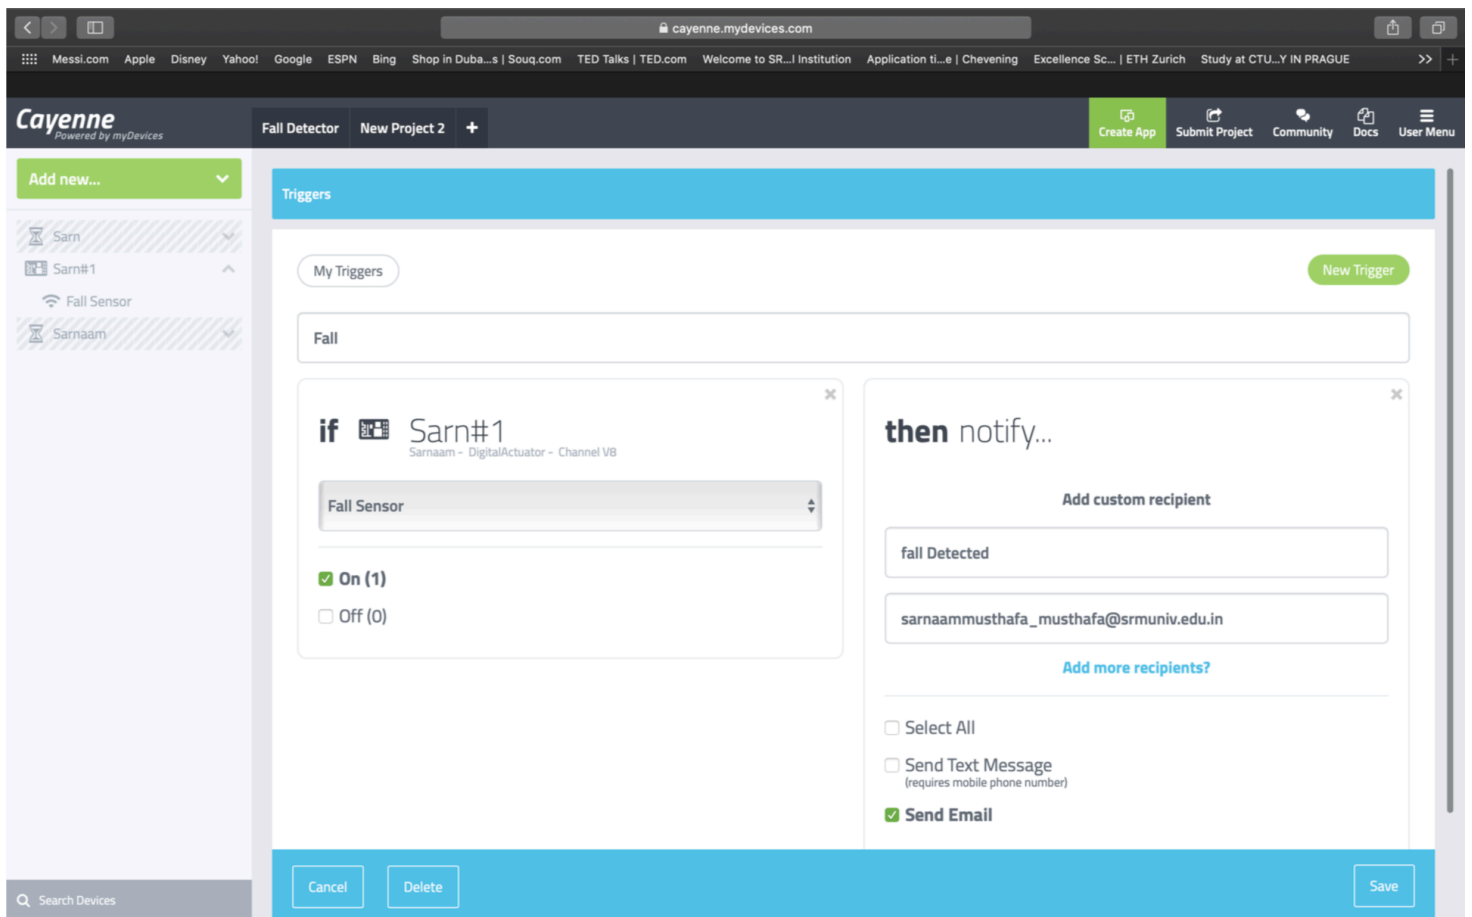 cayenne.mydevices.com
Messi.com Apple Disney Yahoo! Google ESPN Bing Shop in Duba...s | Souq.com TED Talks | TED.com Welcome to SR...l Institution Application ti...e | Chevening Excellence Sc... | ETH Zurich Study at CTU...Y IN PRAGUE >> +
Cayenne
Powered by myDevices
Fall Detector New Project 2 +
Create App Submit Project Community Docs User Menu
Add new...
Triggers
Sarn
Sarn#1
Fall Sensor
Sarnaam
My Triggers
New Trigger
Fall
if Sarn#1
Sarnaam - DigitalActuator - Channel V8
Fall Sensor
On (1)
Off (0)
then notify...
Add custom recipient
fall Detected
sarnaammusthafa_musthafa@srmuniv.edu.in
Add more recipients?
Select All
Send Text Message
(requires mobile phone number)
Send Email
Cancel Delete Save
Search Devices